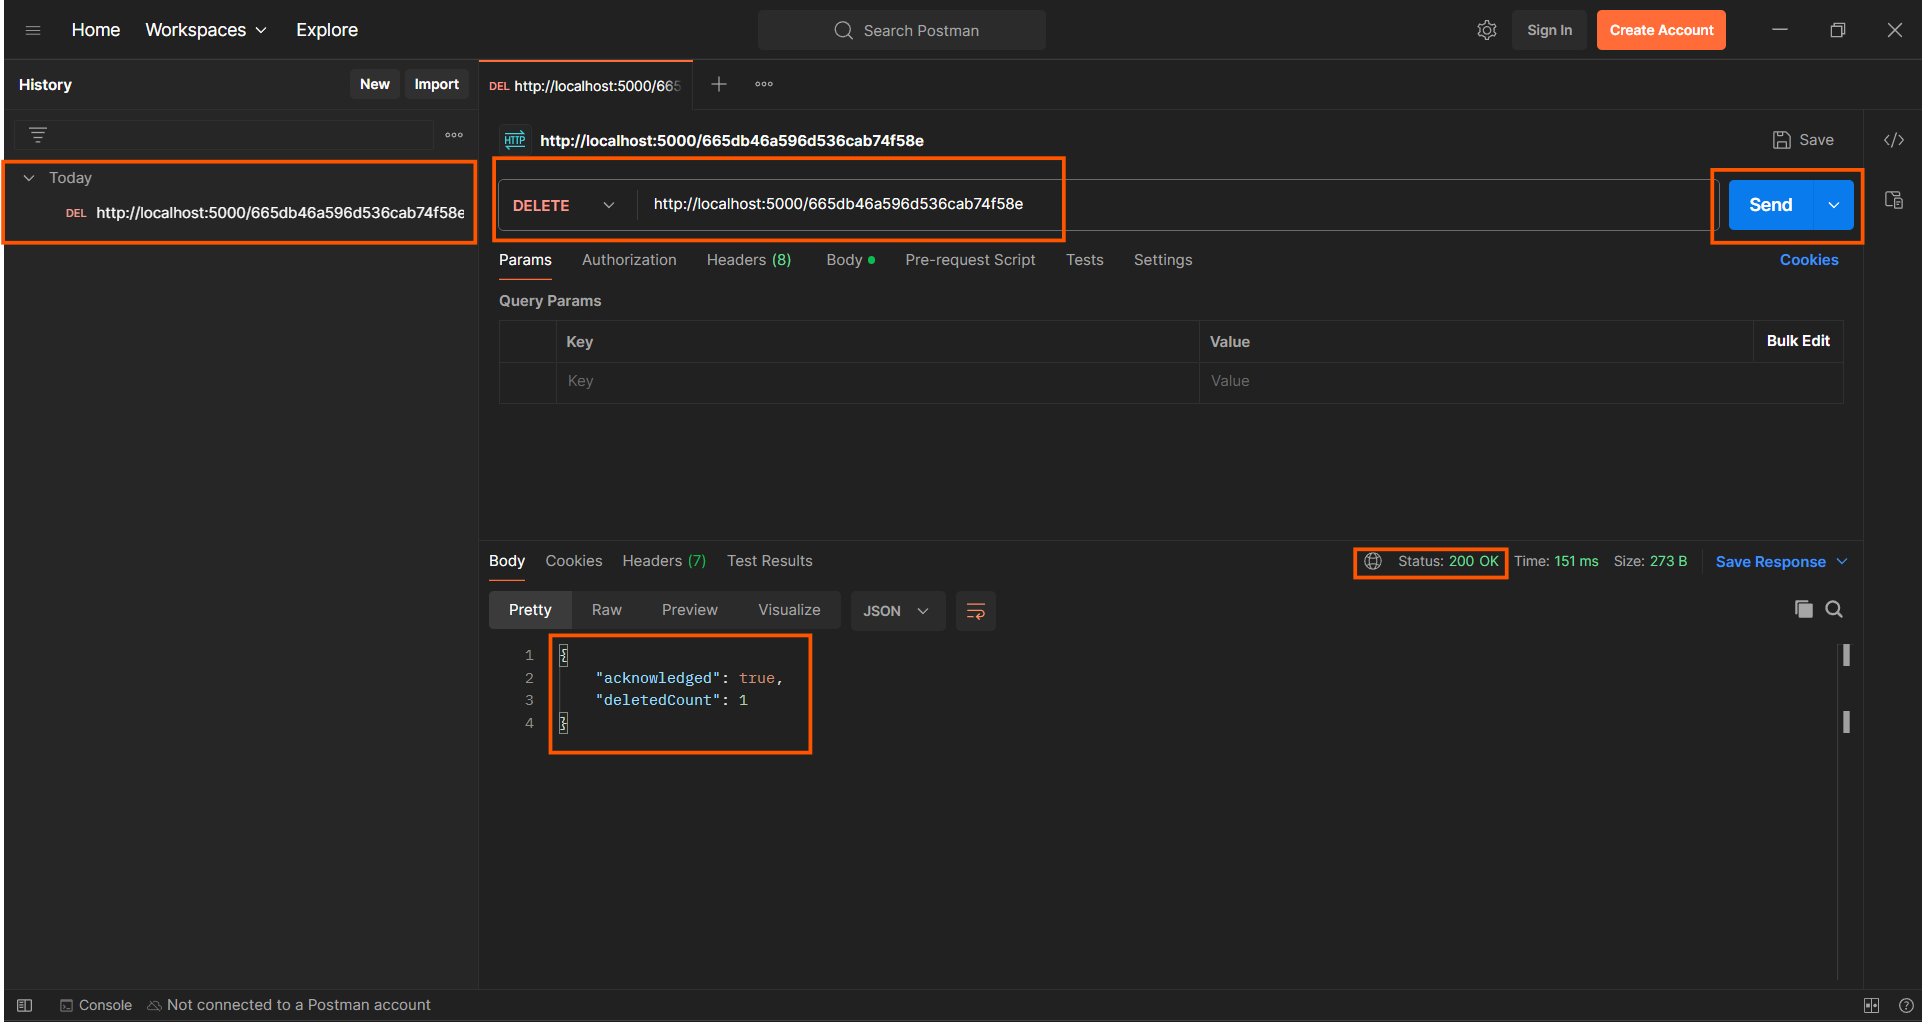 Home Workspaces Explore Search Postman Sign In Create Account
History New Import DEL http://localhost:5000/665
http://localhost:5000/665db46a596d536cab74f58e Save
Today
DEL http://localhost:5000/665db46a596d536cab74f58e
DELETE http://localhost:5000/665db46a596d536cab74f58e Send
Params Authorization Headers (8) Body Pre-request Script Tests Settings Cookies
Query Params
Key Value Bulk Edit
Key Value
Body Cookies Headers (7) Test Results Status: 200 OK Time: 151 ms Size: 273 B Save Response
Pretty Raw Preview Visualize JSON
1 {
2 "acknowledged": true,
3 "deletedCount": 1
4 }
Console Not connected to a Postman account